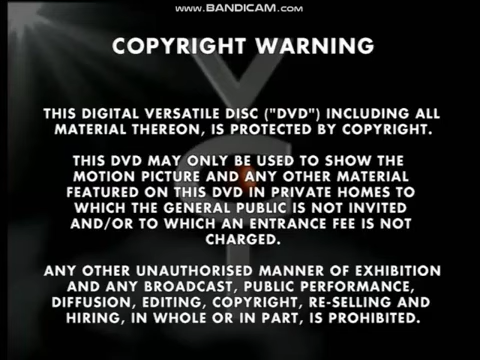 WWW.BANDICAM.COM
COPYRIGHT WARNING
THIS DIGITAL VERSATILE DISC ("DVD") INCLUDING ALL
MATERIAL THEREON, IS PROTECTED BY COPYRIGHT.
THIS DVD MAY ONLY BE USED TO SHOW THE
MOTION PICTURE AND ANY OTHER MATERIAL
FEATURED ON THIS DVD IN PRIVATE HOMES TO
WHICH THE GENERAL PUBLIC IS NOT INVITED
AND/OR TO WHICH AN ENTRANCE FEE IS NOT
CHARGED.
ANY OTHER UNAUTHORISED MANNER OF EXHIBITION
AND ANY BROADCAST, PUBLIC PERFORMANCE,
DIFFUSION, EDITING, COPYRIGHT, RE-SELLING AND
HIRING, IN WHOLE OR IN PART, IS PROHIBITED.